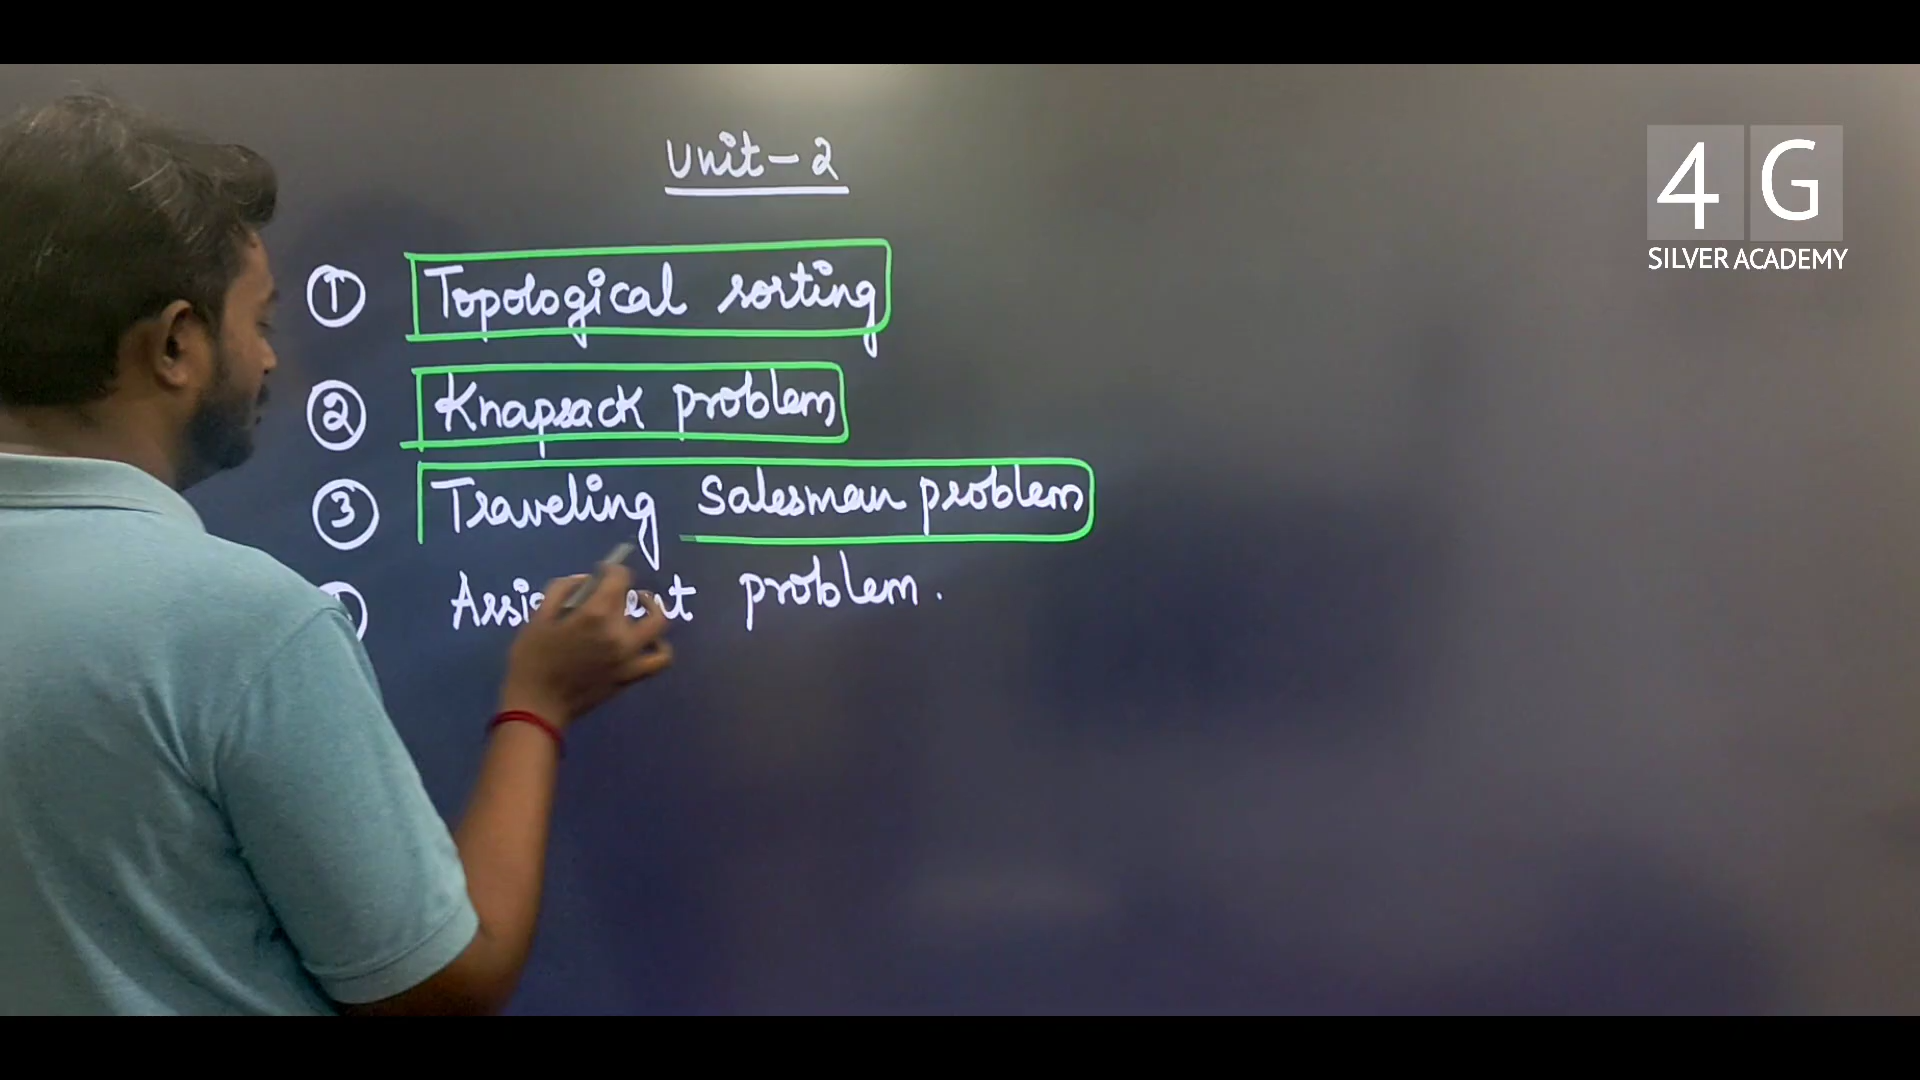 Unit-2
① Topological sorting
② Knapsack problem
③ Traveling Salesman problem
problem.
4G
SILVER ACADEMY